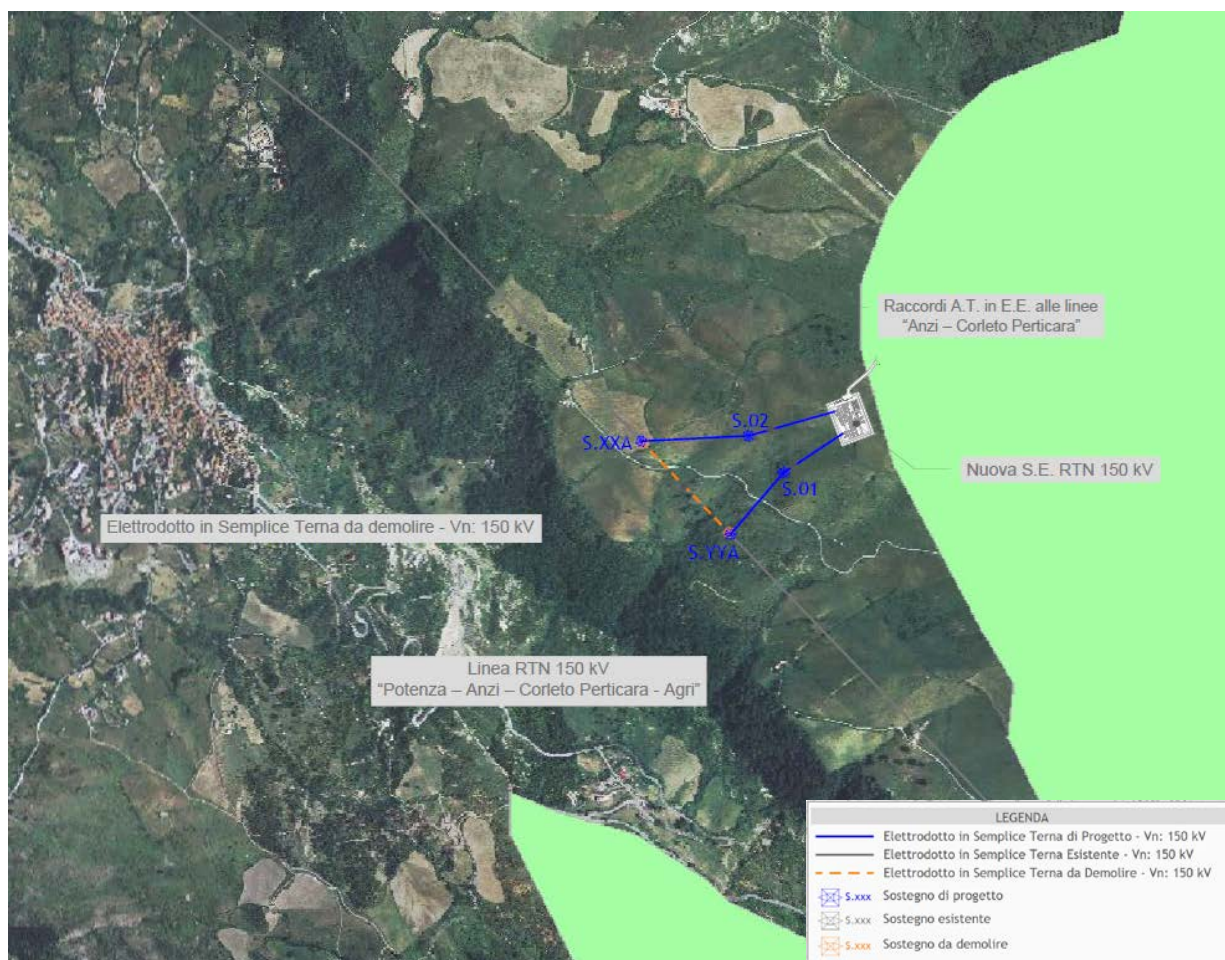 Raccordi A.T. in E.E. alle linee
"Anzi – Corleto Perticara"
S.02
S.XXA
Nuova S.E. RTN 150 kV
S.01
Elettrodotto in Semplice Terna da demolire - Vn: 150 kV
S.YYA
Linea RTN 150 kV
"Potenza – Anzi – Corleto Perticara - Agri"
LEGENDA
Elettrodotto in Semplice Terna di Progetto - Vn: 150 kV
Elettrodotto in Semplice Terna Esistente - Vn: 150 kV
Elettrodotto in Semplice Terna da Demolire - Vn: 150 kV
S.xxx Sostegno di progetto
S.xxx Sostegno esistente
S.xxx Sostegno da demolire